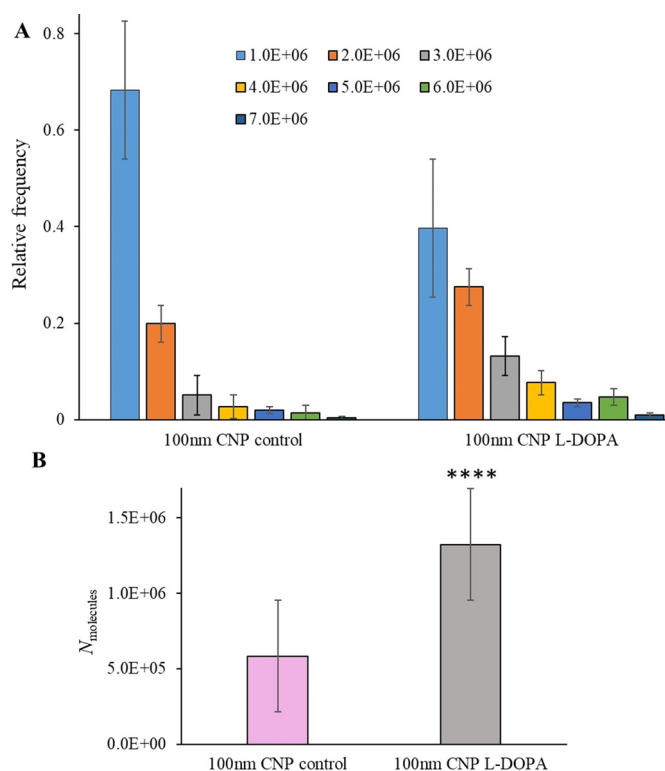 A
0.8
1.0E+06 2.0E+06 3.0E+06
4.0E+06 5.0E+06 6.0E+06
7.0E+06
0.6
Relative frequency
0.4
0.2
0
100nm CNP control 100nm CNP L-DOPA
B
****
1.5E+06
1.0E+06
Nmolecules
5.0E+05
0.0E+00
100nm CNP control 100nm CNP L-DOPA